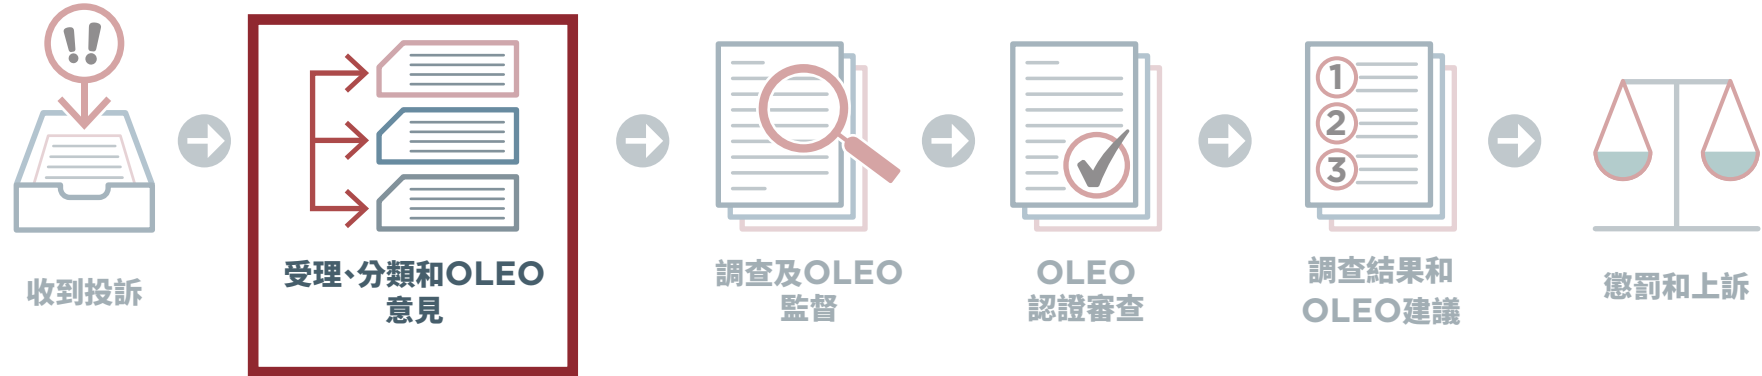 !!
1
2
3
收到投訴
受理、分類和OLEO
意見
調查及OLEO
監督
OLEO
認證審查
調查結果和
OLEO建議
懲罰和上訴